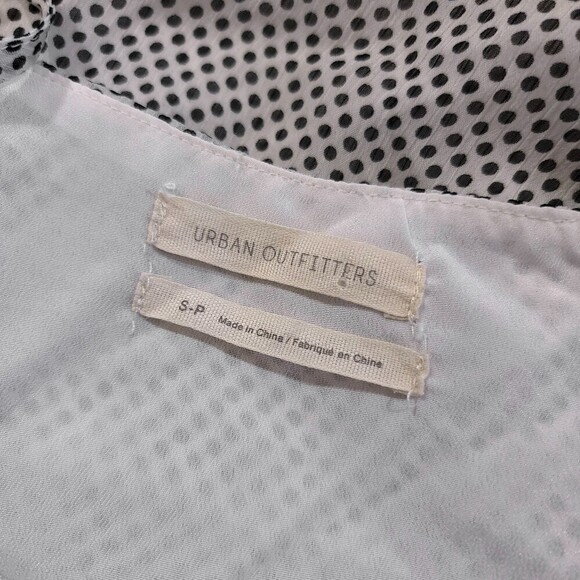 URBAN OUTFITTERS
S-P Made in China / Fabriqué en Chine